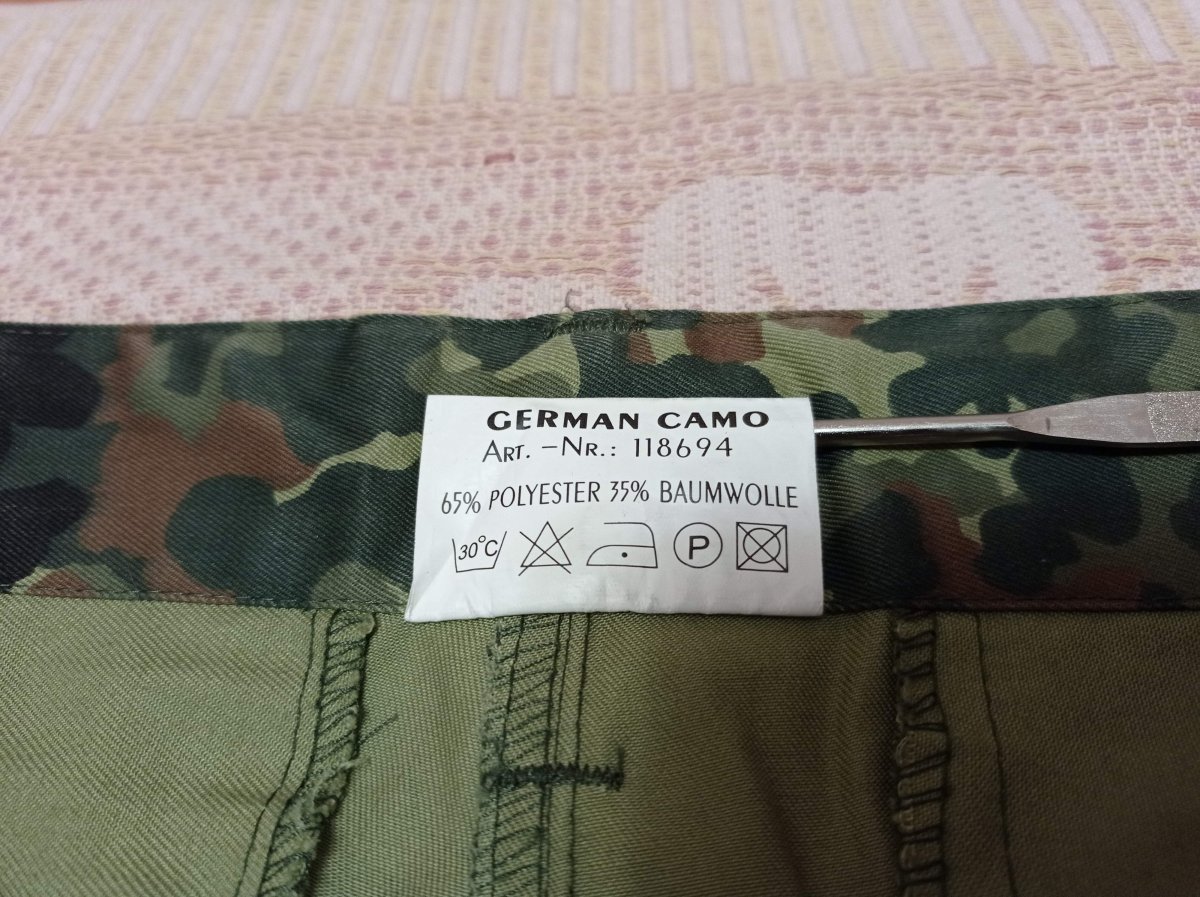 GERMAN CAMO
ART. -NR.: 118694
65% POLYESTER 35% BAUMWOLLE
30°C P